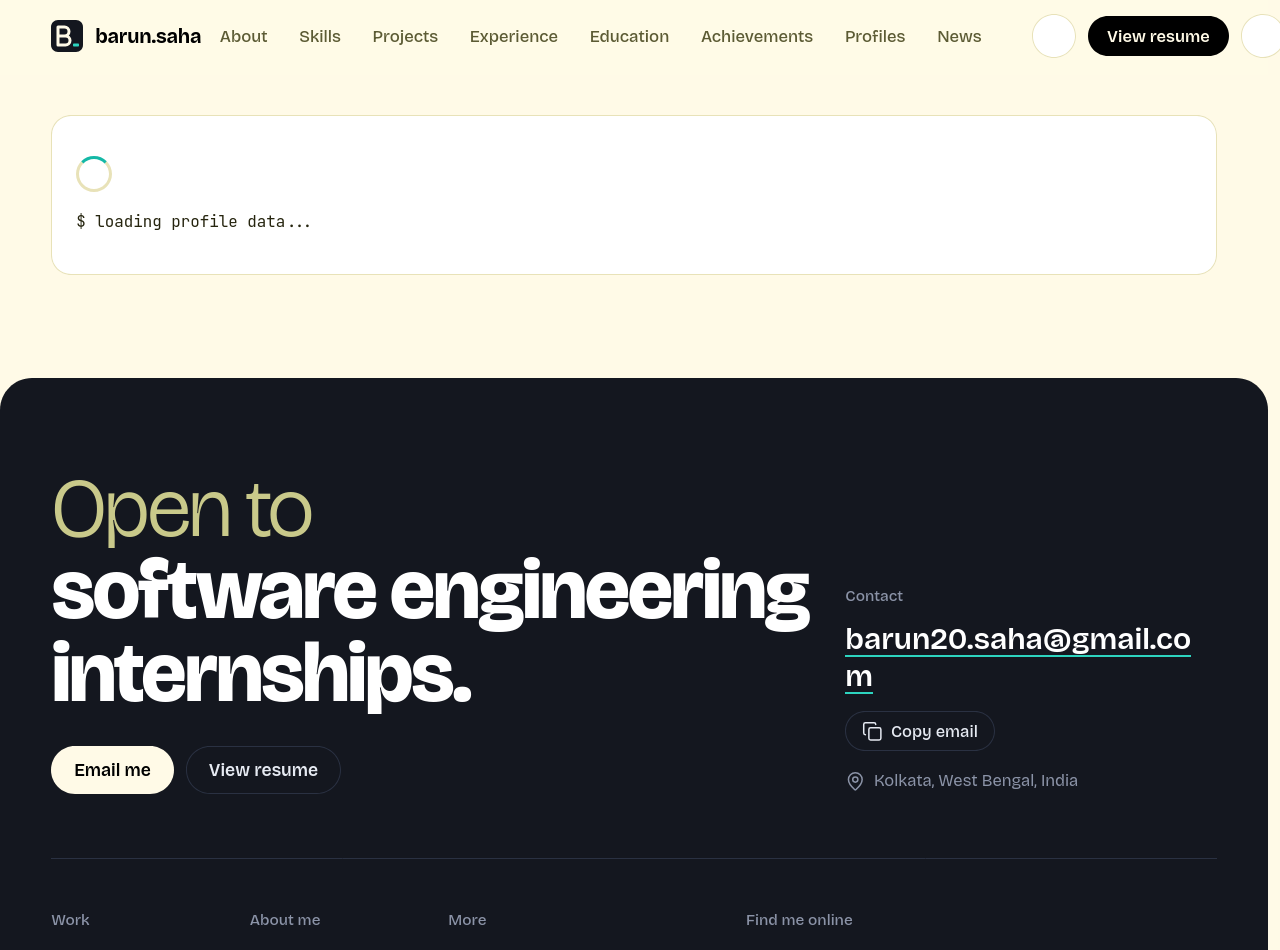 B. barun.saha About Skills Projects Experience Education Achievements Profiles News View resume
$ loading profile data...
Open to
software engineering
internships.
Email me View resume
Contact
barun20.saha@gmail.co
m
Copy email
Kolkata, West Bengal, India
Work About me More Find me online